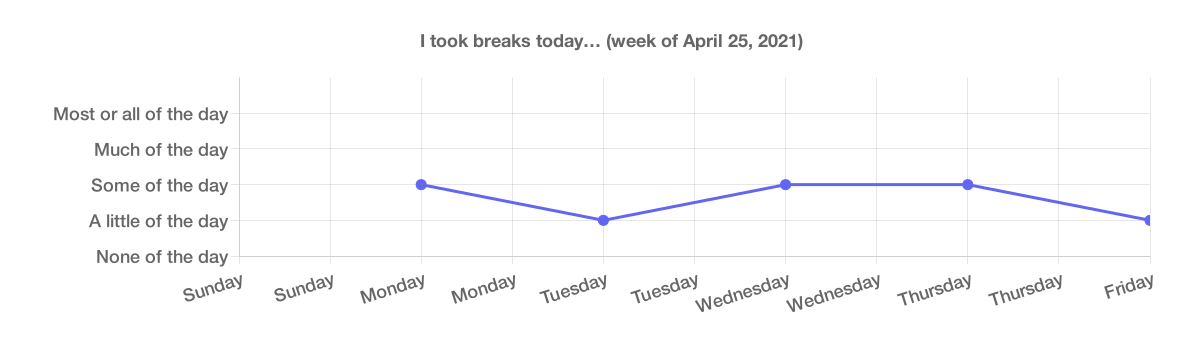 I took breaks today… (week of April 25, 2021)
Most or all of the day
Much of the day
Some of the day
A little of the day
None of the day
Sunday Sunday Monday Monday Tuesday Tuesday Wednesday Wednesday Thursday Thursday Friday